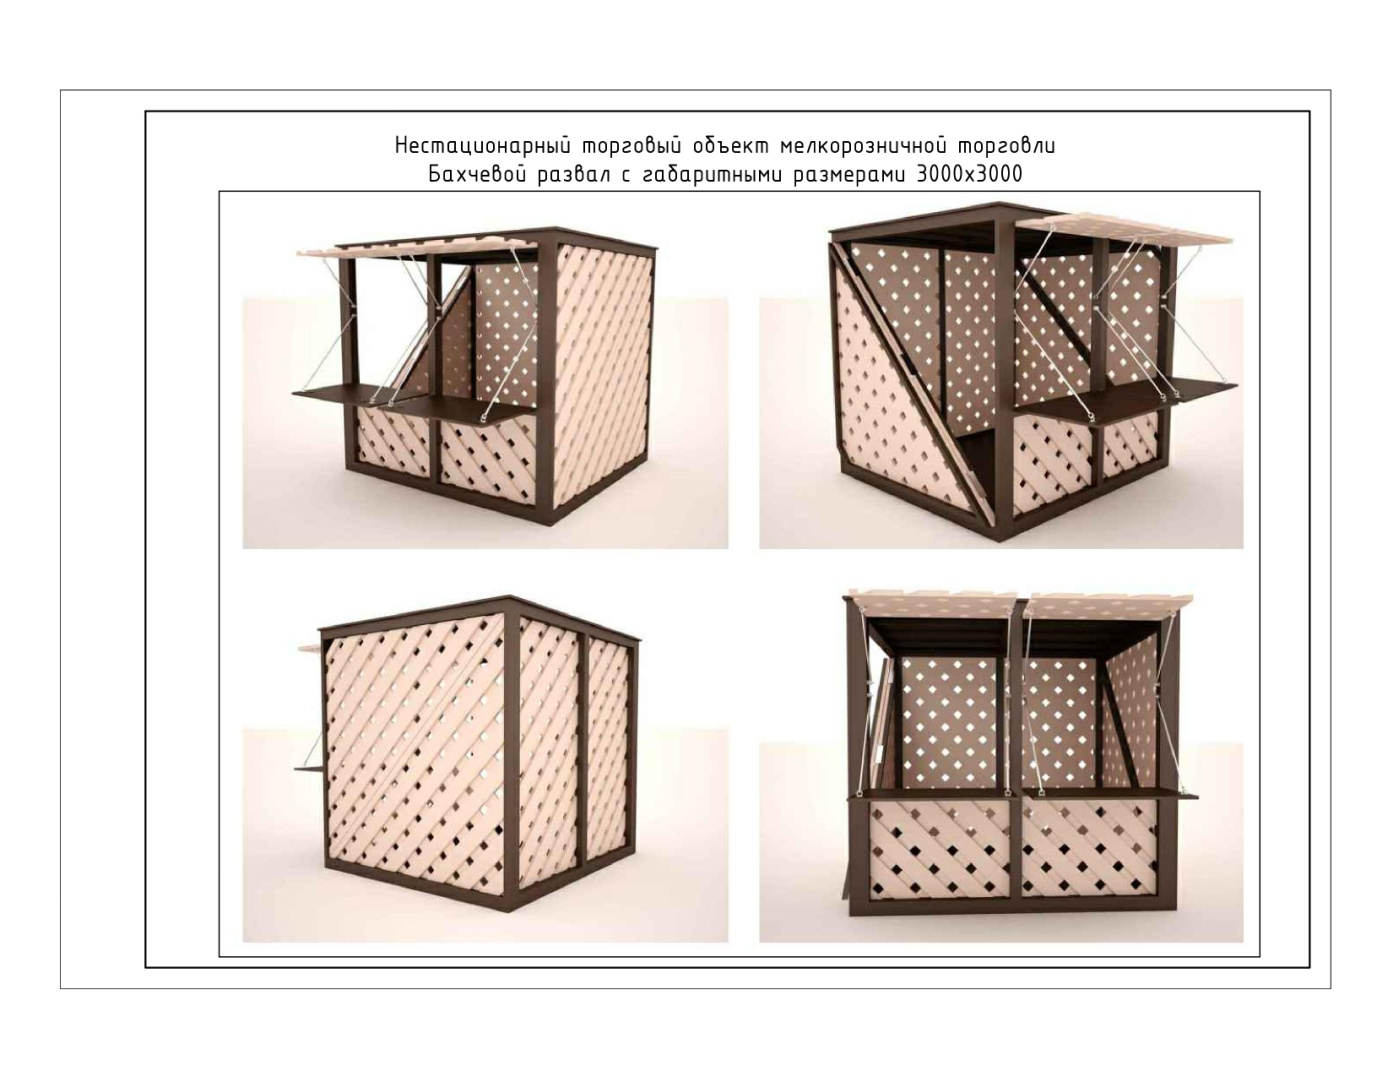 Нестационарный торговый объект мелкорозничной торговли
Бахчевой развал с габаритными размерами 3000х3000